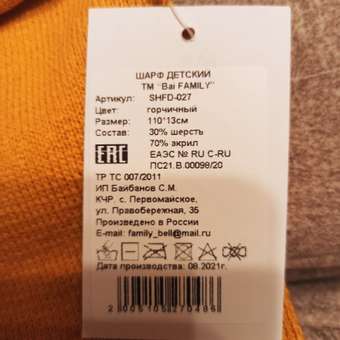 ШАРФ ДЕТСКИЙ
ТМ "Bai FAMILY"
Артикул: SHFD-027
Цвет: горчичный
Размер: 110*13см
Состав: 30% шерсть
70% акрил
ЕАЭС № RU C-RU
ПС21.В.00098/20
EAC
ТР ТС 007/2011
ИП Байбанов С.М.
КЧР. с. Первомайское,
ул. Правобережная, 35
Произведено в России
E-mail: family_bell@mail.ru
Дата производства: 08.2021г.
2005105270486